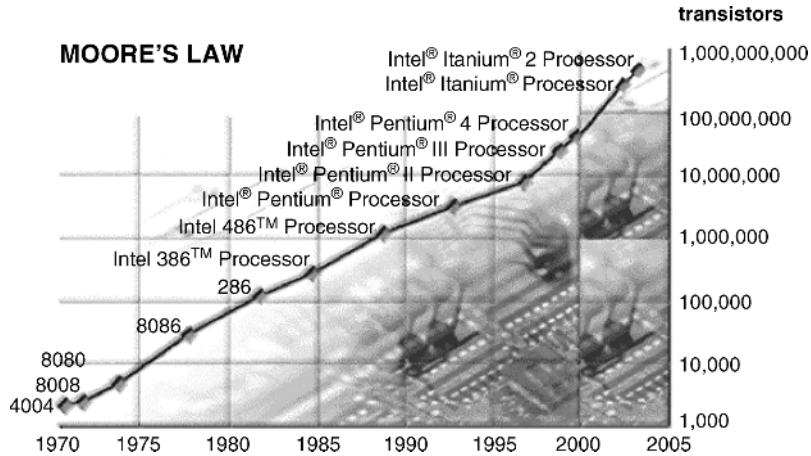 transistors
MOORE'S LAW
Intel® Itanium® 2 Processor
1,000,000,000
Intel® Itanium® Processor
Intel® Pentium® 4 Processor
100,000,000
Intel® Pentium® III Processor
Intel® Pentium® II Processor
10,000,000
Intel® Pentium® Processor
Intel 486™ Processor
1,000,000
Intel 386™ Processor
286
100,000
8086
8080
10,000
8008
4004
1,000
1970 1975 1980 1985 1990 1995 2000 2005